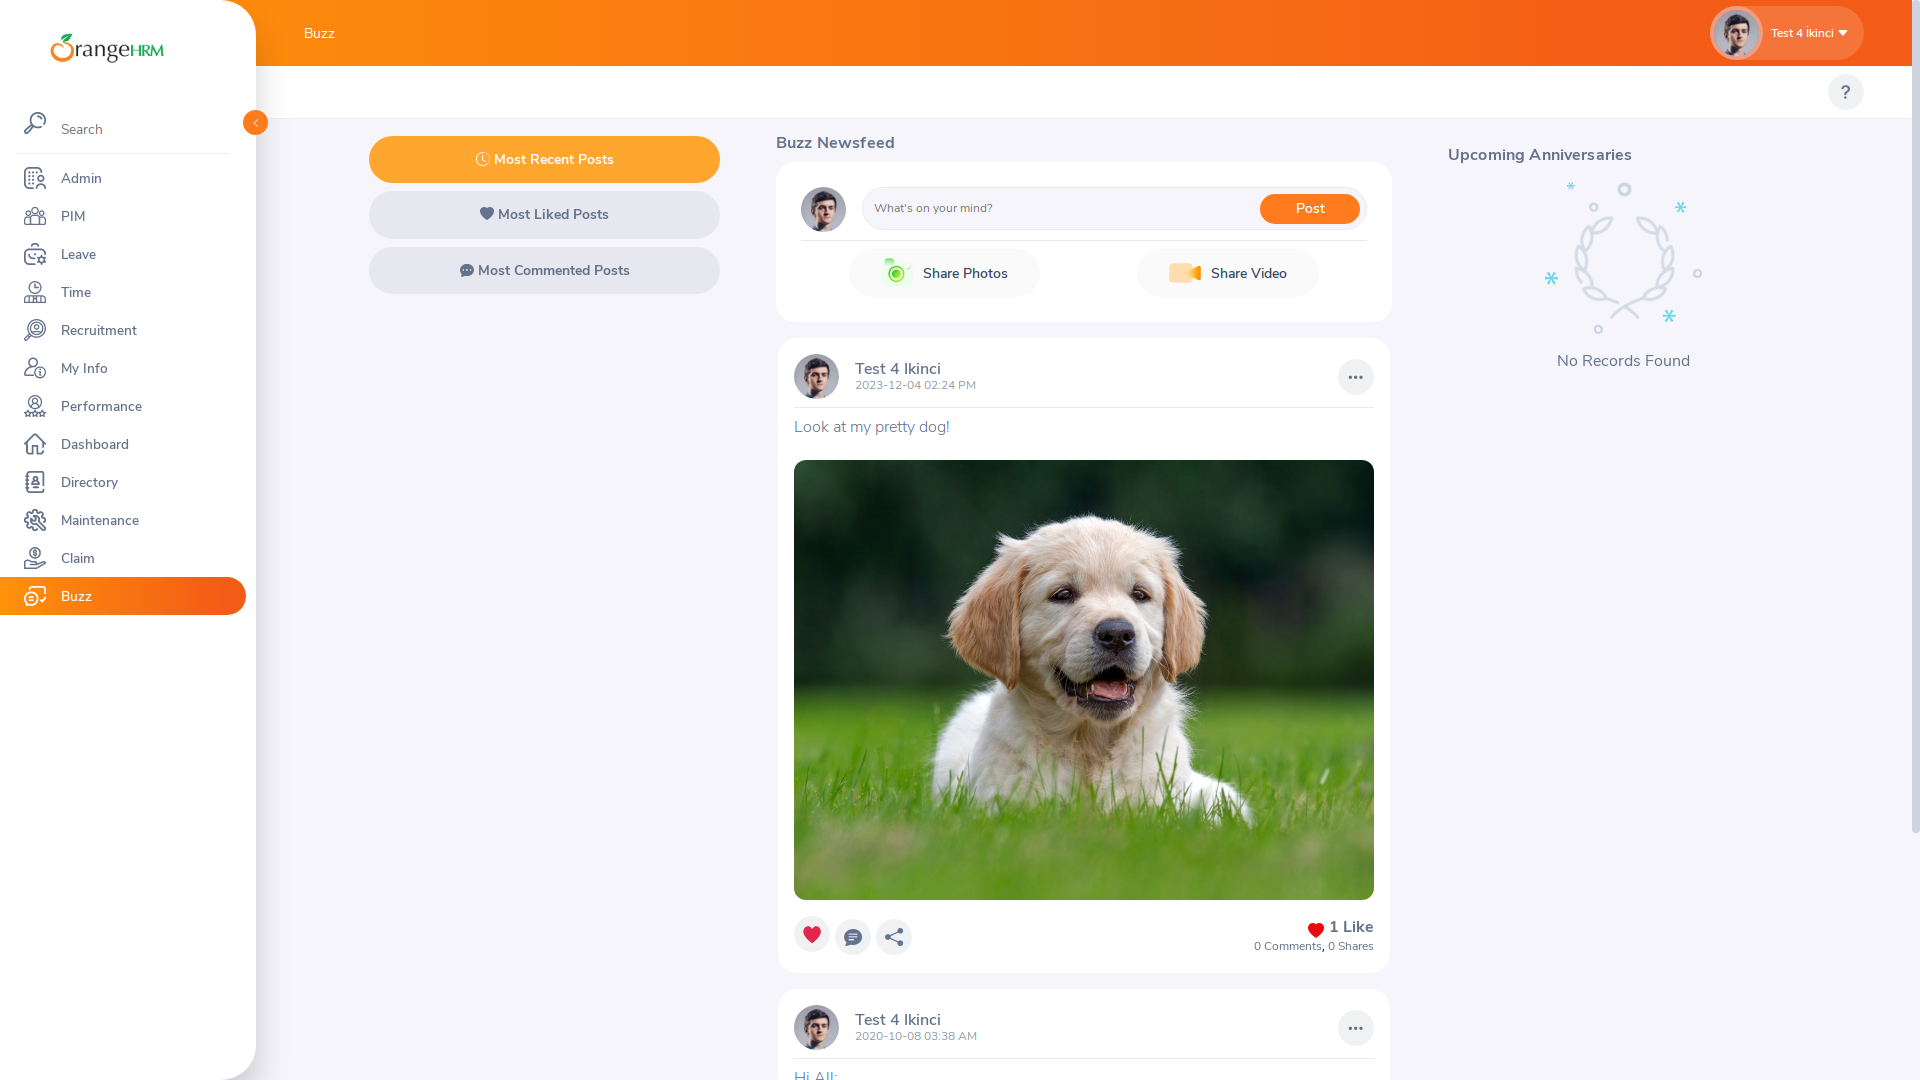 OrangeHRM
Search
Admin
PIM
Leave
Time
Recruitment
My Info
Performance
Dashboard
Directory
Maintenance
Claim
Buzz
Buzz
Test 4 İkinci
?
Most Recent Posts
Most Liked Posts
Most Commented Posts
Buzz Newsfeed
What's on your mind?
Post
Share Photos
Share Video
Test 4 Ikinci
2023-12-04 02:24 PM
Look at my pretty dog!
1 Like
0 Comments, 0 Shares
Test 4 Ikinci
2020-10-08 03:38 AM
Hi All;
Upcoming Anniversaries
No Records Found